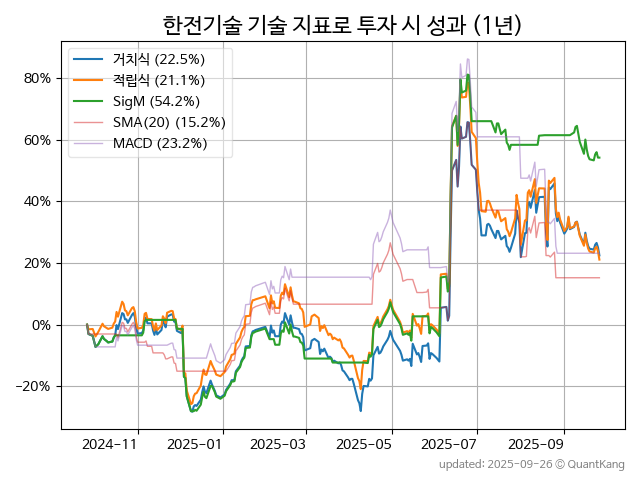 한전기술 기술 지표로 투자 시 성과 (1년)
거치식 (22.5%)
적립식 (21.1%)
SigM (54.2%)
SMA(20) (15.2%)
MACD (23.2%)
80%
60%
40%
20%
0%
−20%
2024-11 2025-01 2025-03 2025-05 2025-07 2025-09
updated: 2025-09-26 ⓒ QuantKang